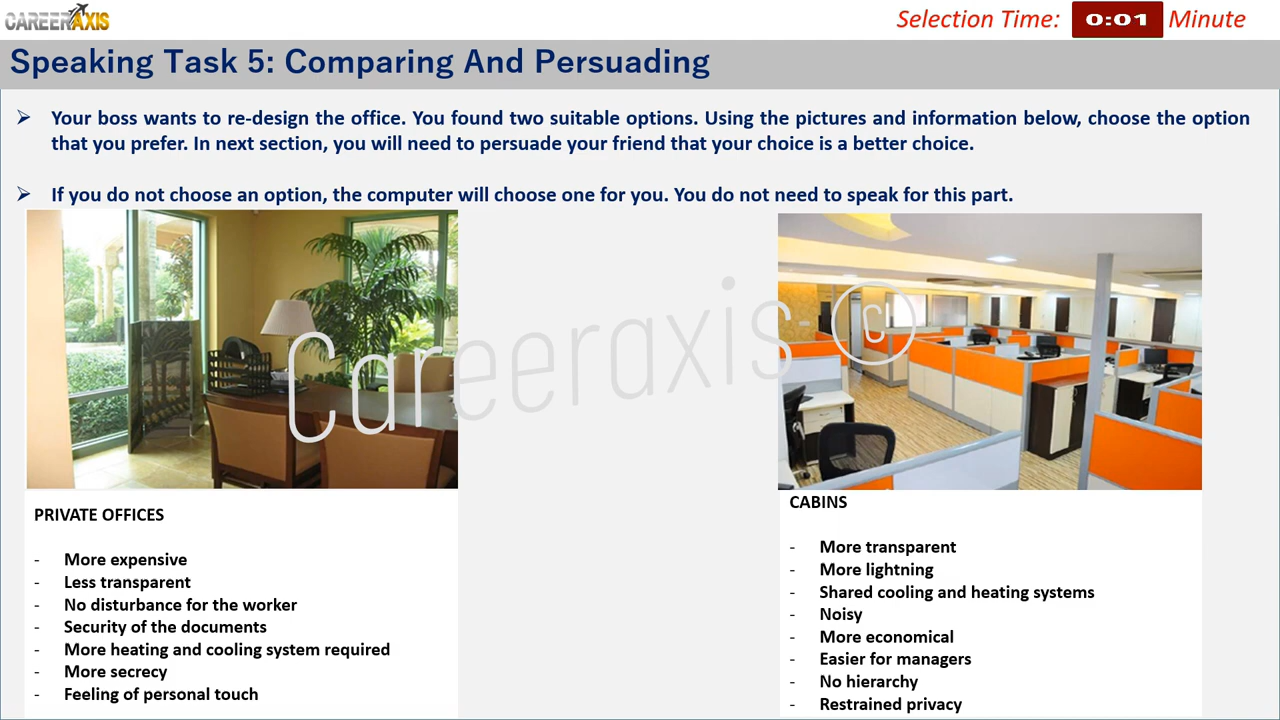 CAREERAXIS
Selection Time: 0:01 Minute
Speaking Task 5: Comparing And Persuading
➢ Your boss wants to re-design the office. You found two suitable options. Using the pictures and information below, choose the option
that you prefer. In next section, you will need to persuade your friend that your choice is a better choice.
➢ If you do not choose an option, the computer will choose one for you. You do not need to speak for this part.
Careeraxis ©
PRIVATE OFFICES
- More expensive
- Less transparent
- No disturbance for the worker
- Security of the documents
- More heating and cooling system required
- More secrecy
- Feeling of personal touch
CABINS
- More transparent
- More lightning
- Shared cooling and heating systems
- Noisy
- More economical
- Easier for managers
- No hierarchy
- Restrained privacy